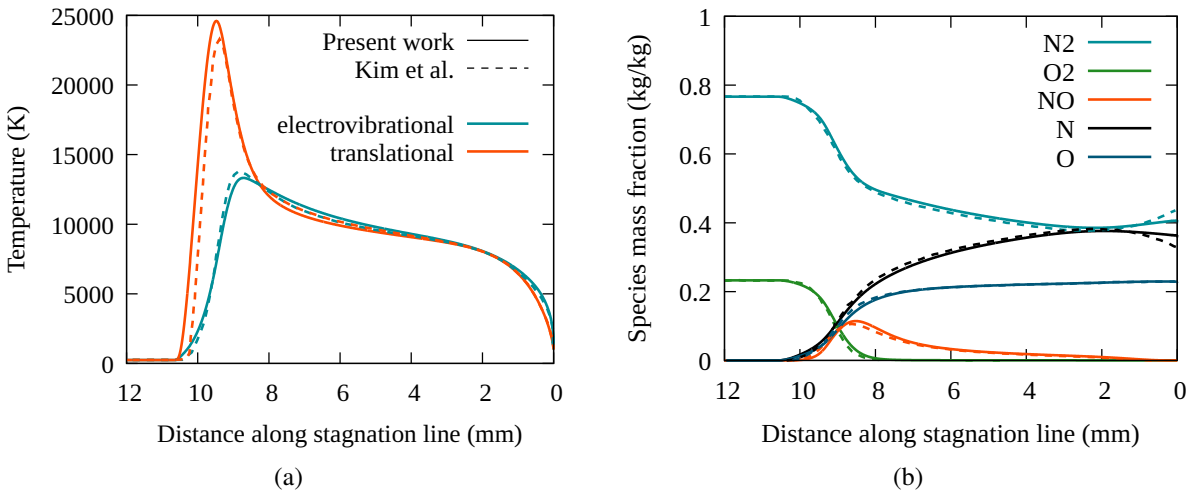 25000
20000
15000
10000
5000
0
Temperature (K)
12 10 8 6 4 2 0
Distance along stagnation line (mm)
Present work
Kim et al.
electrovibrational
translational
(a)
1
0.8
0.6
0.4
0.2
0
Species mass fraction (kg/kg)
12 10 8 6 4 2 0
Distance along stagnation line (mm)
N2
O2
NO
N
O
(b)